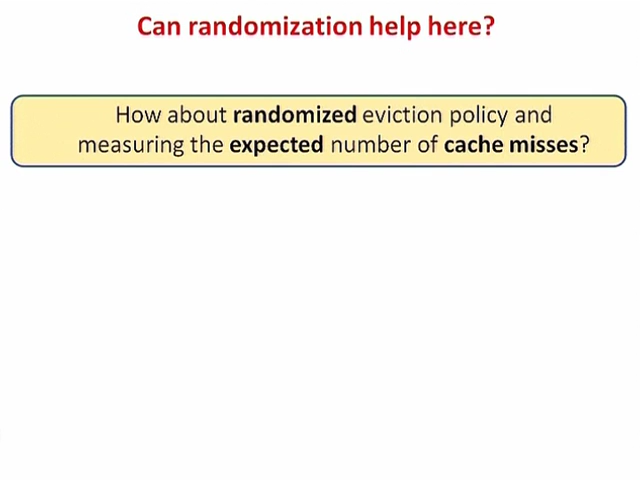 Can randomization help here?
How about randomized eviction policy and
measuring the expected number of cache misses?